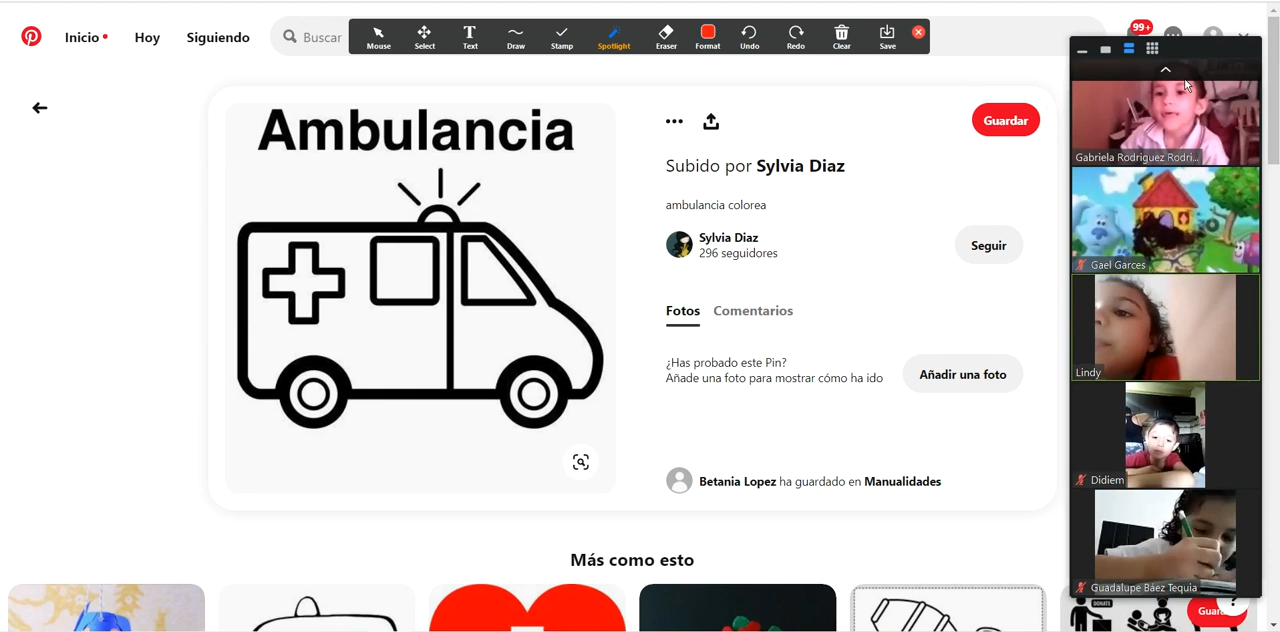 Inicio
Hoy
Siguiendo
Buscar
Mouse
Select
Text
Draw
Stamp
Spotlight
Eraser
Format
Undo
Redo
Clear
Save
99+
Ambulancia
Guardar
Subido por Sylvia Diaz
ambulancia colorea
Sylvia Diaz
296 seguidores
Seguir
Fotos
Comentarios
¿Has probado este Pin?
Añade una foto para mostrar cómo ha ido
Añadir una foto
Betania Lopez ha guardado en Manualidades
Más como esto
Gabriela Rodriguez Rodri...
Gael Garces
Lindy
Didiem
Guadalupe Báez Tequia
DONATE
?